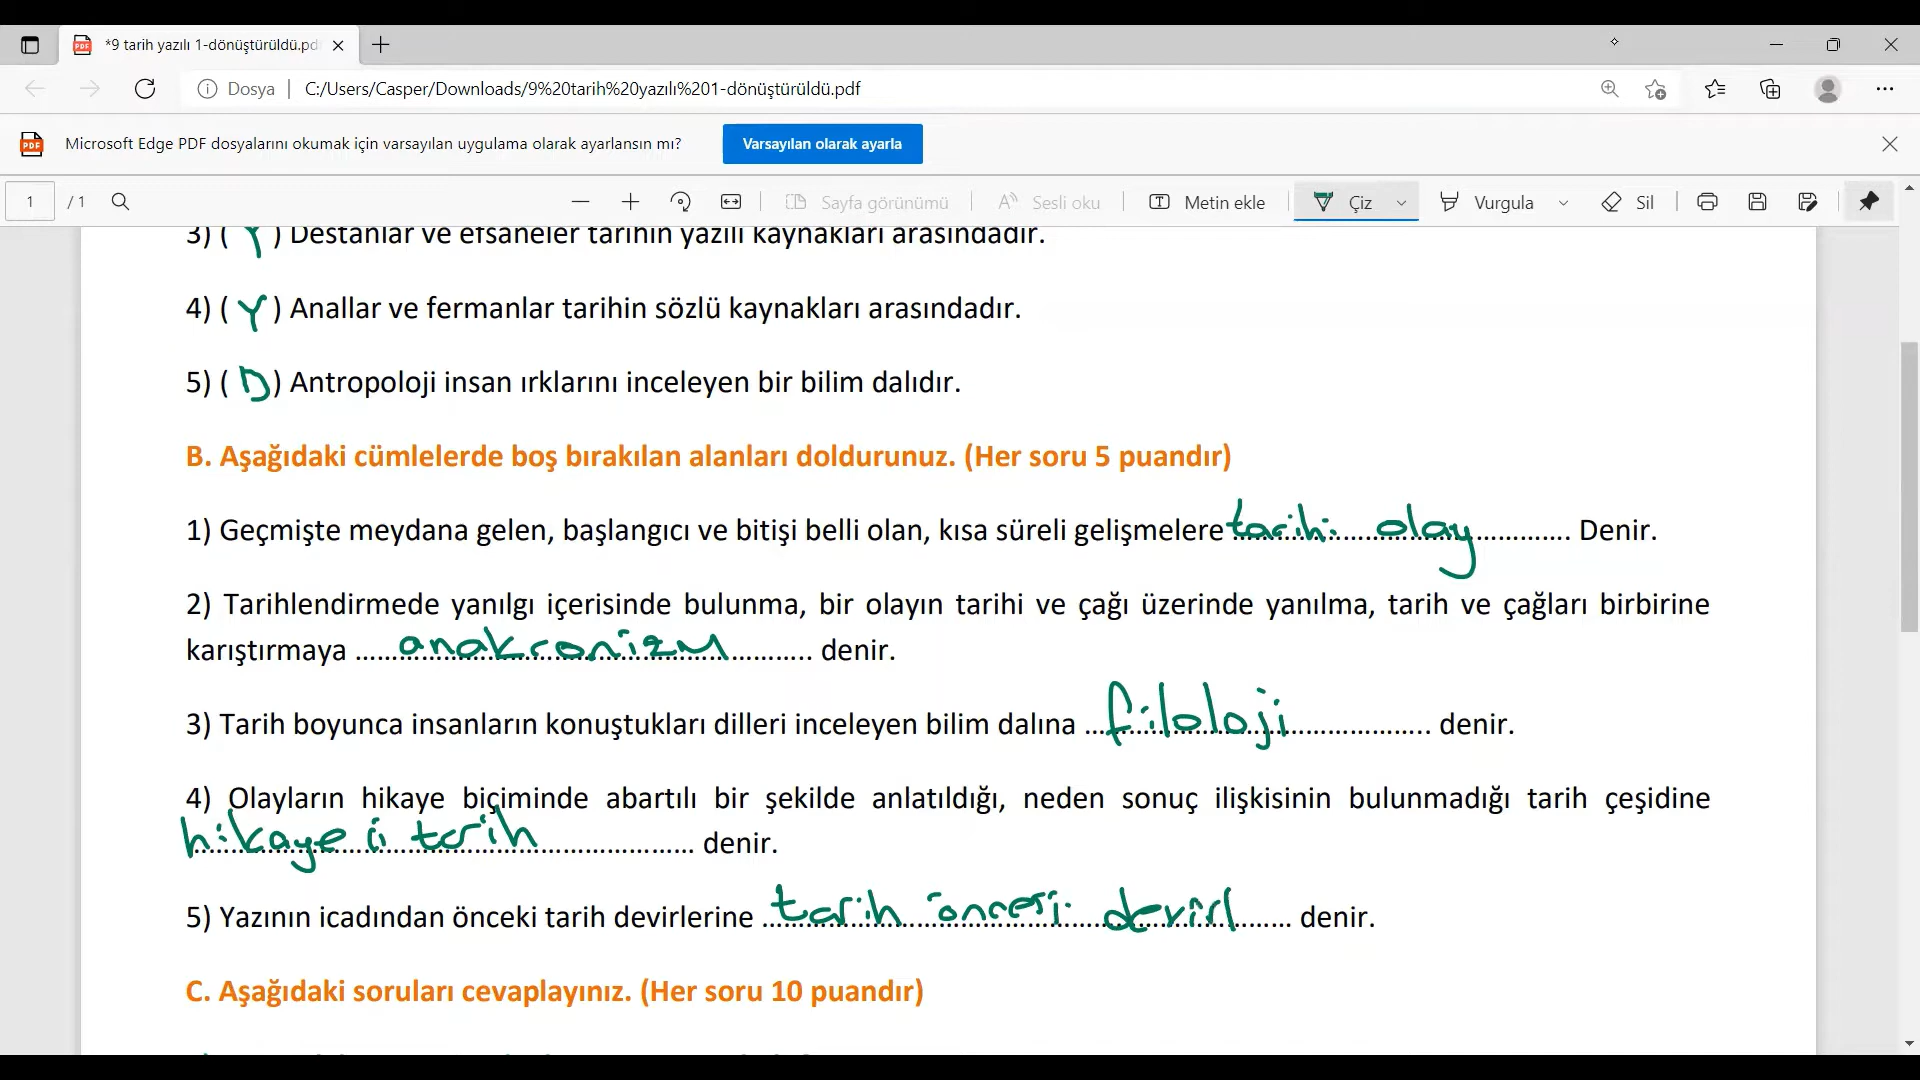 *9 tarih yazılı 1-dönüştürüldü.pd
Dosya | C:/Users/Casper/Downloads/9%20tarih%20yazılı%201-dönüştürüldü.pdf
Microsoft Edge PDF dosyalarını okumak için varsayılan uygulama olarak ayarlansın mı? Varsayılan olarak ayarla
1 / 1 Sayfa görünümü Sesli oku Metin ekle Çiz Vurgula Sil
3) ( Y ) Destanlar ve efsaneler tarihin yazılı kaynakları arasındadır.
4) ( Y ) Anallar ve fermanlar tarihin sözlü kaynakları arasındadır.
5) ( D ) Antropoloji insan ırklarını inceleyen bir bilim dalıdır.
B. Aşağıdaki cümlelerde boş bırakılan alanları doldurunuz. (Her soru 5 puandır)
1) Geçmişte meydana gelen, başlangıcı ve bitişi belli olan, kısa süreli gelişmelere tarihi olay Denir.
2) Tarihlendirmede yanılgı içerisinde bulunma, bir olayın tarihi ve çağı üzerinde yanılma, tarih ve çağları birbirine
karıştırmaya anakronizm denir.
3) Tarih boyunca insanların konuştukları dilleri inceleyen bilim dalına filoloji denir.
4) Olayların hikaye biçiminde abartılı bir şekilde anlatıldığı, neden sonuç ilişkisinin bulunmadığı tarih çeşidine
hikayeci tarih denir.
5) Yazının icadından önceki tarih devirlerine tarih öncesi devirl denir.
C. Aşağıdaki soruları cevaplayınız. (Her soru 10 puandır)